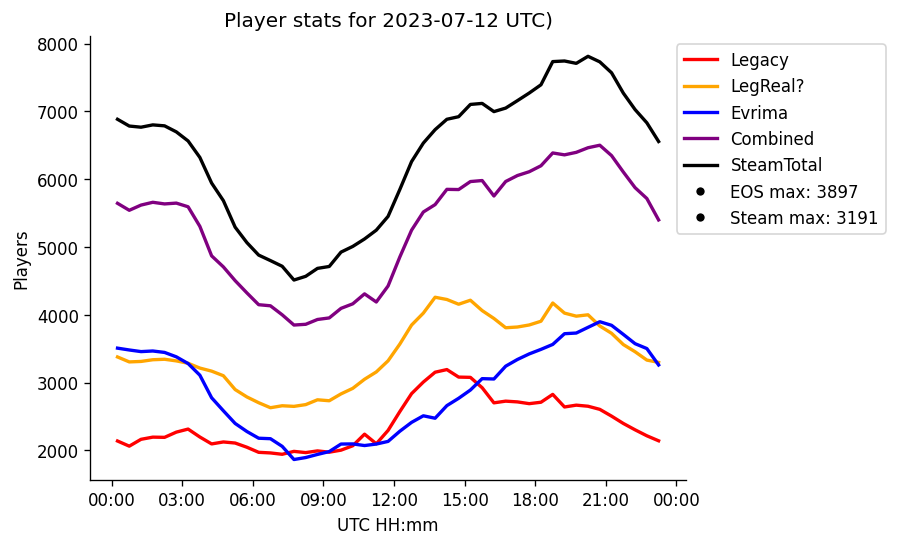 Player stats for 2023-07-12 UTC)
8000
7000
6000
5000
4000
3000
2000
Players
00:00 03:00 06:00 09:00 12:00 15:00 18:00 21:00 00:00
UTC HH:mm
Legacy
LegReal?
Evrima
Combined
SteamTotal
EOS max: 3897
Steam max: 3191